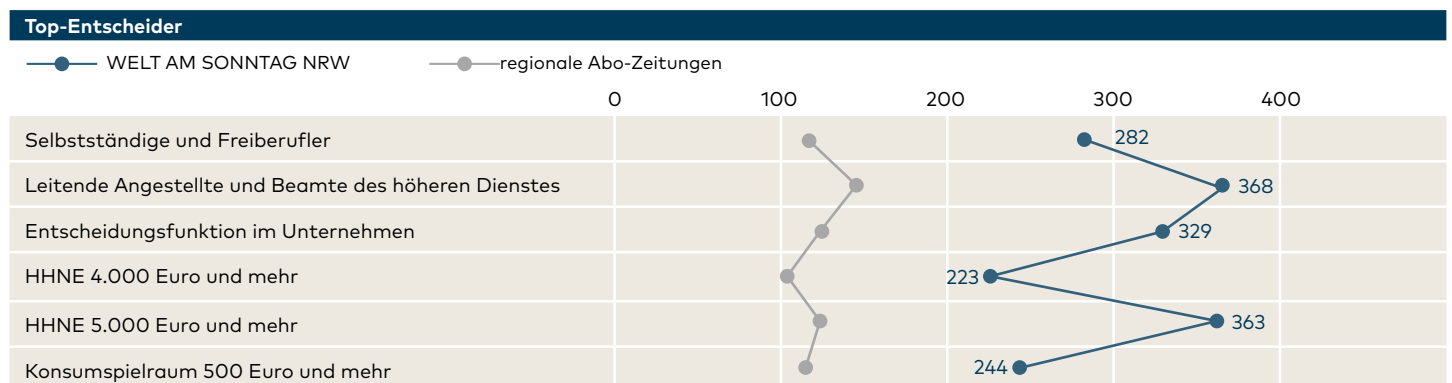 Top-Entscheider
WELT AM SONNTAG NRW regionale Abo-Zeitungen
0 100 200 300 400
Selbstständige und Freiberufler 282
Leitende Angestellte und Beamte des höheren Dienstes 368
Entscheidungsfunktion im Unternehmen 329
HHNE 4.000 Euro und mehr 223
HHNE 5.000 Euro und mehr 363
Konsumspielraum 500 Euro und mehr 244